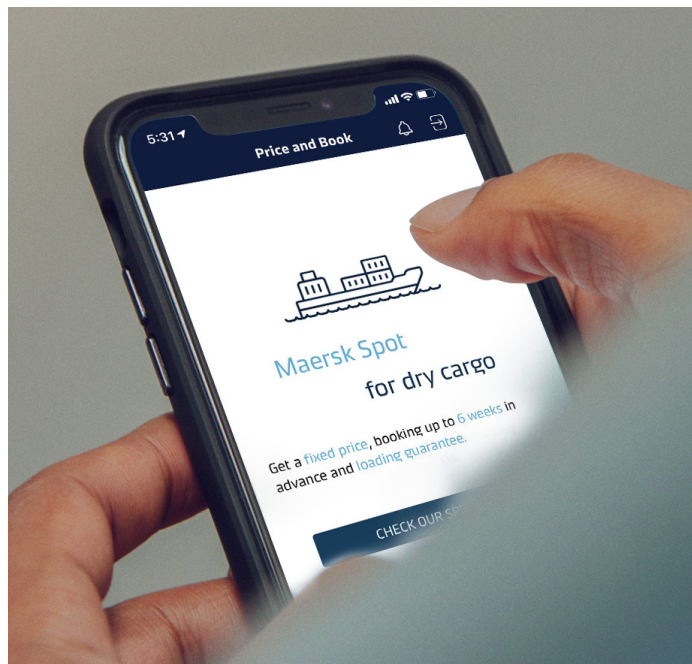 5:31
Price and Book
Maersk Spot
for dry cargo
Get a fixed price, booking up to 6 weeks in
advance and loading guarantee.
CHECK OUR